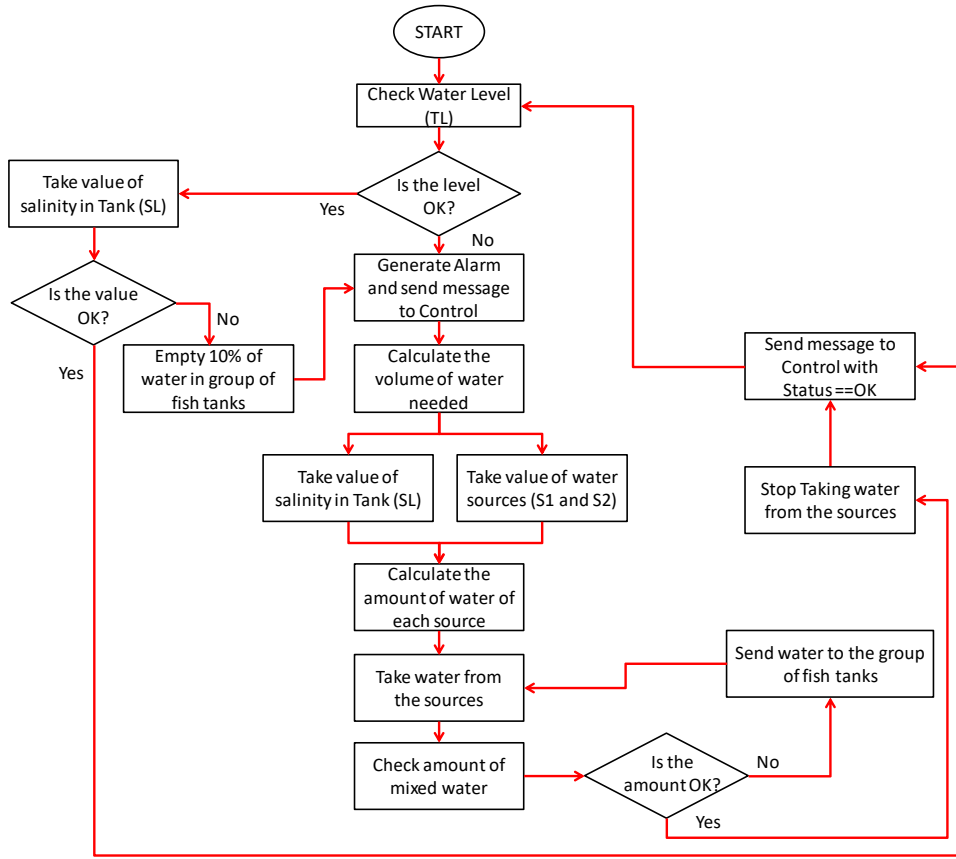 START
Check Water Level
(TL)
Is the level
OK?
Yes
No
Take value of
salinity in Tank (SL)
Is the value
OK?
No
Yes
Empty 10% of
water in group of
fish tanks
Generate Alarm
and send message
to Control
Calculate the
volume of water
needed
Take value of
salinity in Tank (SL)
Take value of water
sources (S1 and S2)
Calculate the
amount of water of
each source
Take water from
the sources
Check amount of
mixed water
Is the
amount OK?
No
Yes
Send water to the group
of fish tanks
Stop Taking water
from the sources
Send message to
Control with
Status ==OK